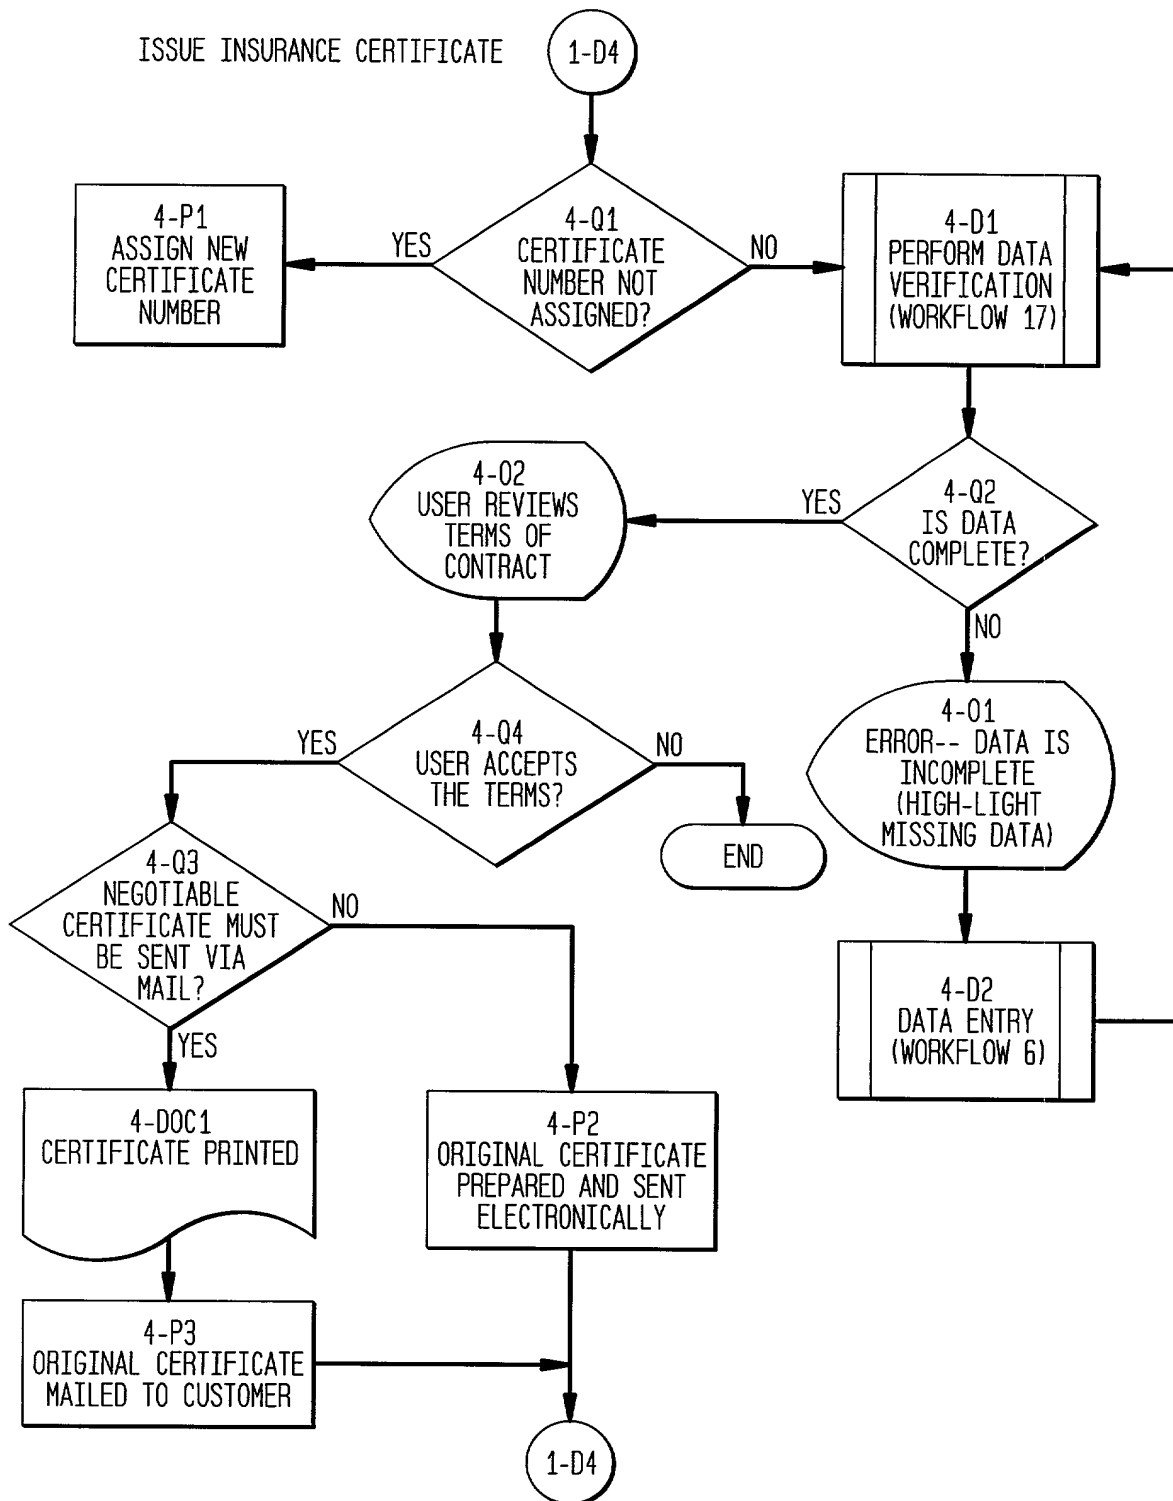 ISSUE INSURANCE CERTIFICATE
1-D4
4-P1
ASSIGN NEW
CERTIFICATE
NUMBER
YES
4-Q1
CERTIFICATE
NUMBER NOT
ASSIGNED?
NO
4-D1
PERFORM DATA
VERIFICATION
(WORKFLOW 17)
4-O2
USER REVIEWS
TERMS OF
CONTRACT
YES
4-Q2
IS DATA
COMPLETE?
NO
4-O1
ERROR-- DATA IS
INCOMPLETE
(HIGH-LIGHT
MISSING DATA)
YES
4-Q4
USER ACCEPTS
THE TERMS?
NO
END
4-Q3
NEGOTIABLE
CERTIFICATE MUST
BE SENT VIA
MAIL?
NO
YES
4-D2
DATA ENTRY
(WORKFLOW 6)
4-DOC1
CERTIFICATE PRINTED
4-P2
ORIGINAL CERTIFICATE
PREPARED AND SENT
ELECTRONICALLY
4-P3
ORIGINAL CERTIFICATE
MAILED TO CUSTOMER
1-D4